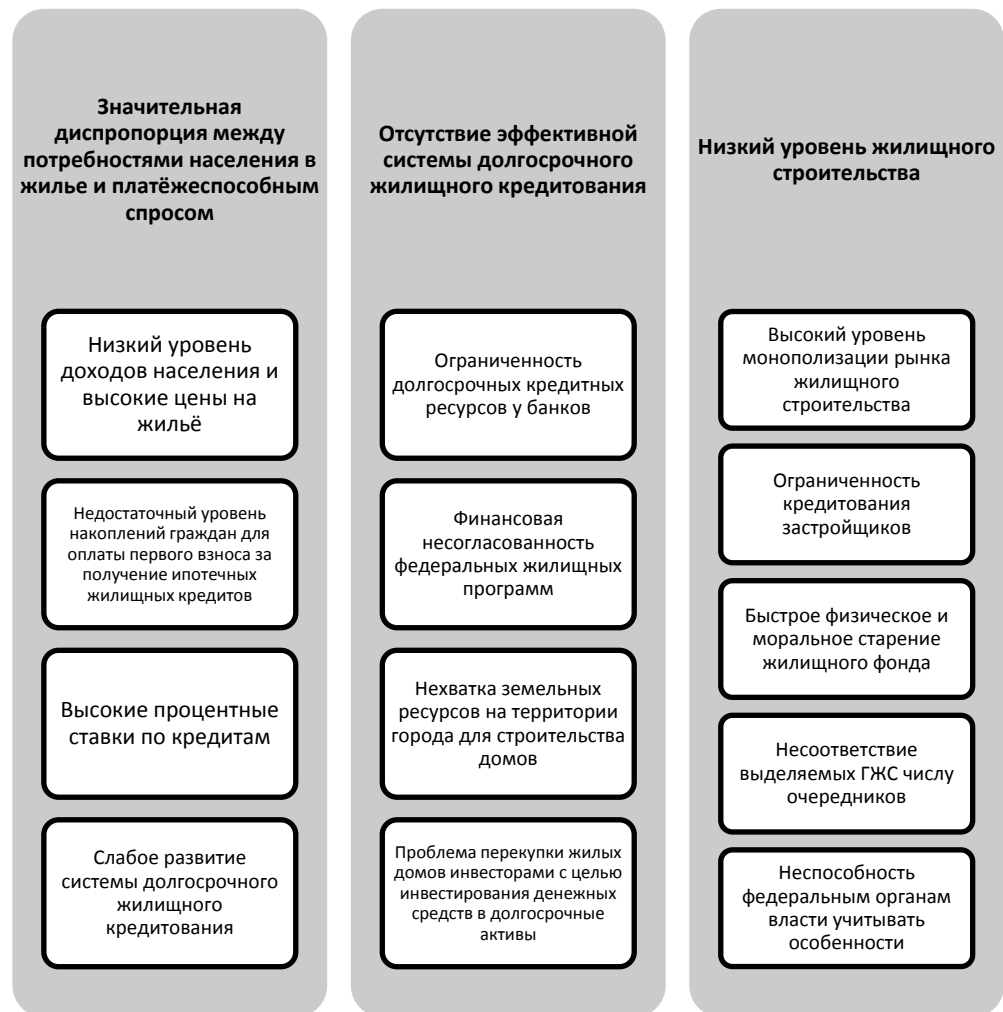 Значительная
диспропорция между
потребностями населения в
жилье и платёжеспособным
спросом
Низкий уровень
доходов населения и
высокие цены на
жильё
Недостаточный уровень
накоплений граждан для
оплаты первого взноса за
получение ипотечных
жилищных кредитов
Высокие процентные
ставки по кредитам
Слабое развитие
системы долгосрочного
жилищного
кредитования
Отсутствие эффективной
системы долгосрочного
жилищного кредитования
Ограниченность
долгосрочных кредитных
ресурсов у банков
Финансовая
несогласованность
федеральных жилищных
программ
Нехватка земельных
ресурсов на территории
города для строительства
домов
Проблема перекупки жилых
домов инвесторами с целью
инвестирования денежных
средств в долгосрочные
активы
Низкий уровень жилищного
строительства
Высокий уровень
монополизации рынка
жилищного
строительства
Ограниченность
кредитования
застройщиков
Быстрое физическое и
моральное старение
жилищного фонда
Несоответствие
выделяемых ГЖС числу
очередников
Неспособность
федеральным органам
власти учитывать
особенности